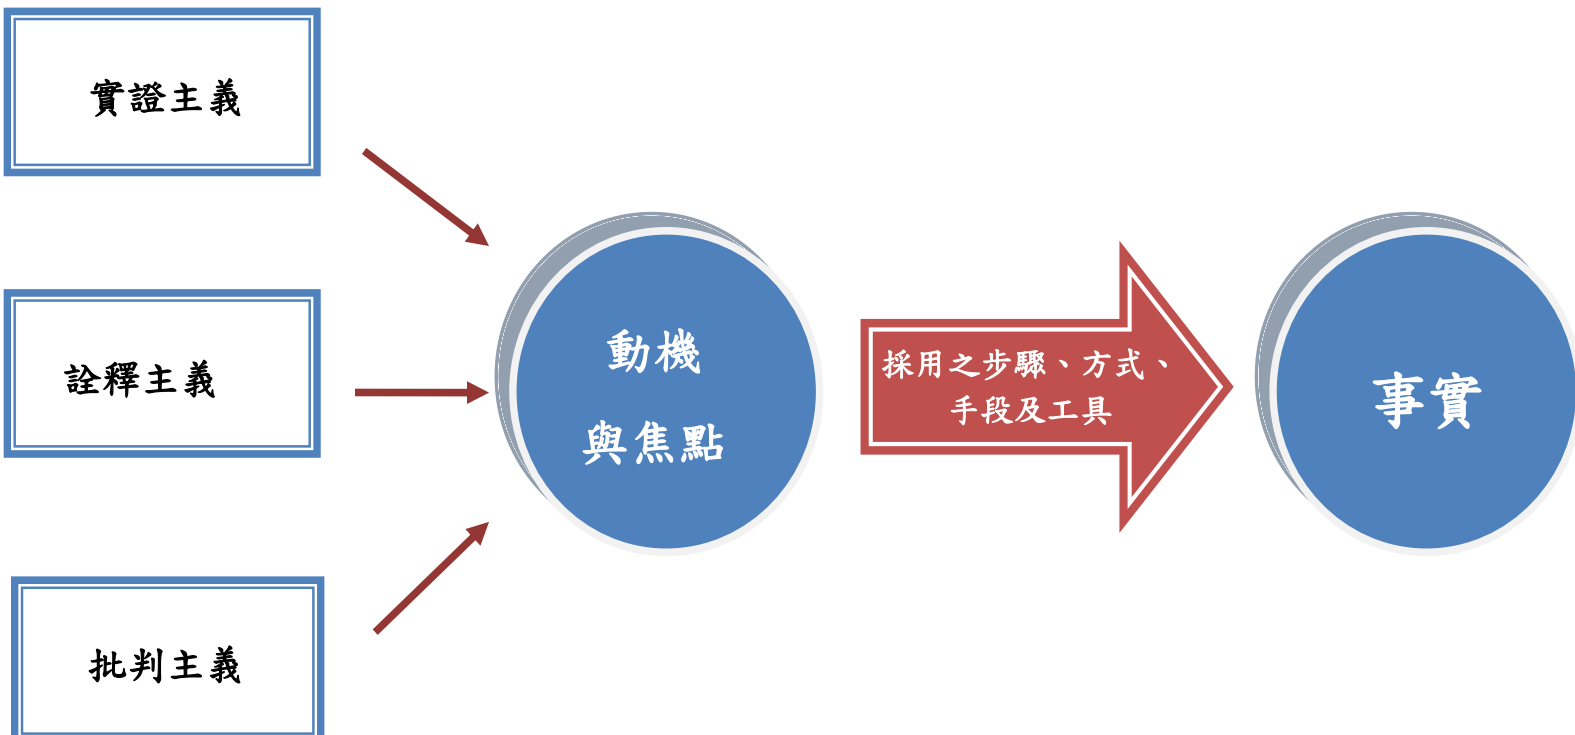 實證主義
詮釋主義
批判主義
動機
與焦點
採用之步驟、方式、
手段及工具
事實